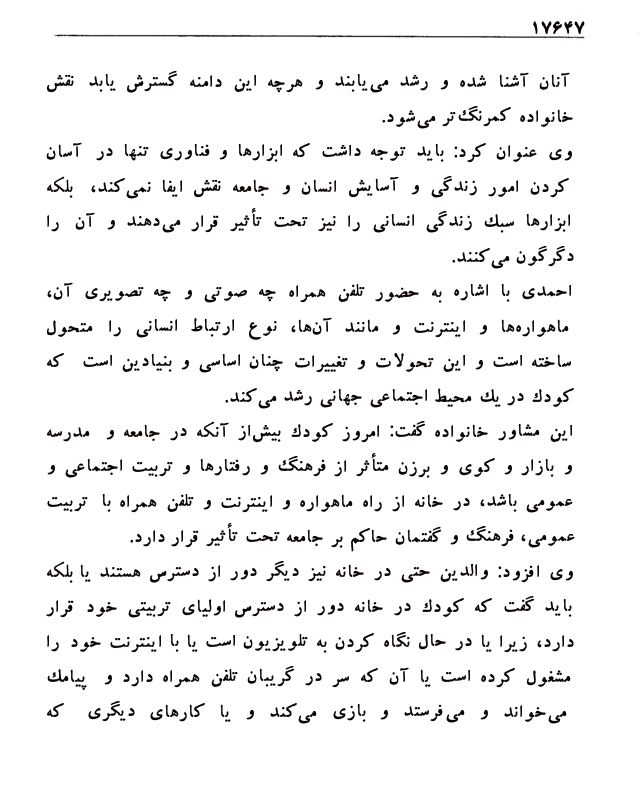 ۱۷۶۴۷
آنان آشنا شده و رشد می‌یابند و هرچه این دامنه گسترش یابد نقش
خانواده کمرنگ‌تر می‌شود.
وی عنوان کرد: باید توجه داشت که ابزارها و فناوری تنها در آسان
کردن امور زندگی و آسایش انسان و جامعه نقش ایفا نمی‌کند، بلکه
ابزارها سبك زندگی انسانی را نیز تحت تأثیر قرار می‌دهند و آن را
دگرگون می‌کنند.
احمدی با اشاره به حضور تلفن همراه چه صوتی و چه تصویری آن،
ماهواره‌ها و اینترنت و مانند آن‌ها، نوع ارتباط انسانی را متحول
ساخته است و این تحولات و تغییرات چنان اساسی و بنیادین است که
کودك در یك محیط اجتماعی جهانی رشد می‌کند.
این مشاور خانواده گفت: امروز کودك بیش‌از آنکه در جامعه و مدرسه
و بازار و کوی و برزن متأثر از فرهنگ و رفتارها و تربیت اجتماعی و
عمومی باشد، در خانه از راه ماهواره و اینترنت و تلفن همراه با تربیت
عمومی، فرهنگ و گفتمان حاکم بر جامعه تحت تأثیر قرار دارد.
وی افزود: والدین حتی در خانه نیز دیگر دور از دسترس هستند یا بلکه
باید گفت که کودك در خانه دور از دسترس اولیای تربیتی خود قرار
دارد، زیرا یا در حال نگاه کردن به تلویزیون است یا با اینترنت خود را
مشغول کرده است یا آن که سر در گریبان تلفن همراه دارد و پیامك
می‌خواند و می‌فرستد و بازی می‌کند و یا کارهای دیگری که